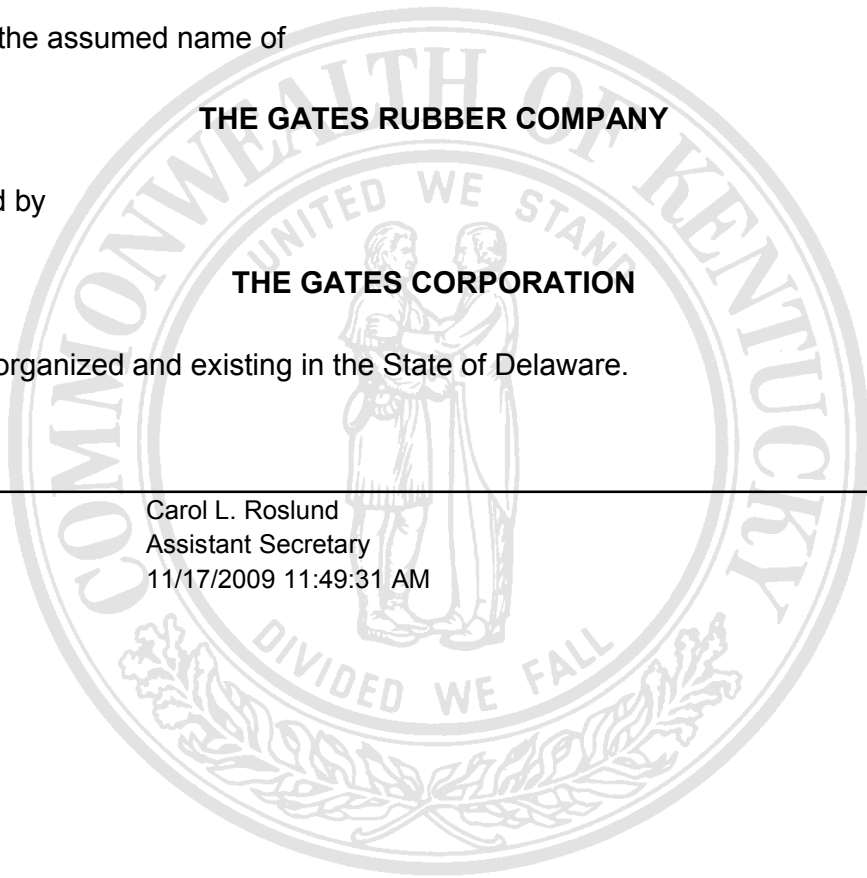 the assumed name of
THE GATES RUBBER COMPANY
d by
THE GATES CORPORATION
organized and existing in the State of Delaware.
Carol L. Roslund
Assistant Secretary
11/17/2009 11:49:31 AM
COMMONWEALTH OF KENTUCKY
UNITED WE STAND
DIVIDED WE FALL